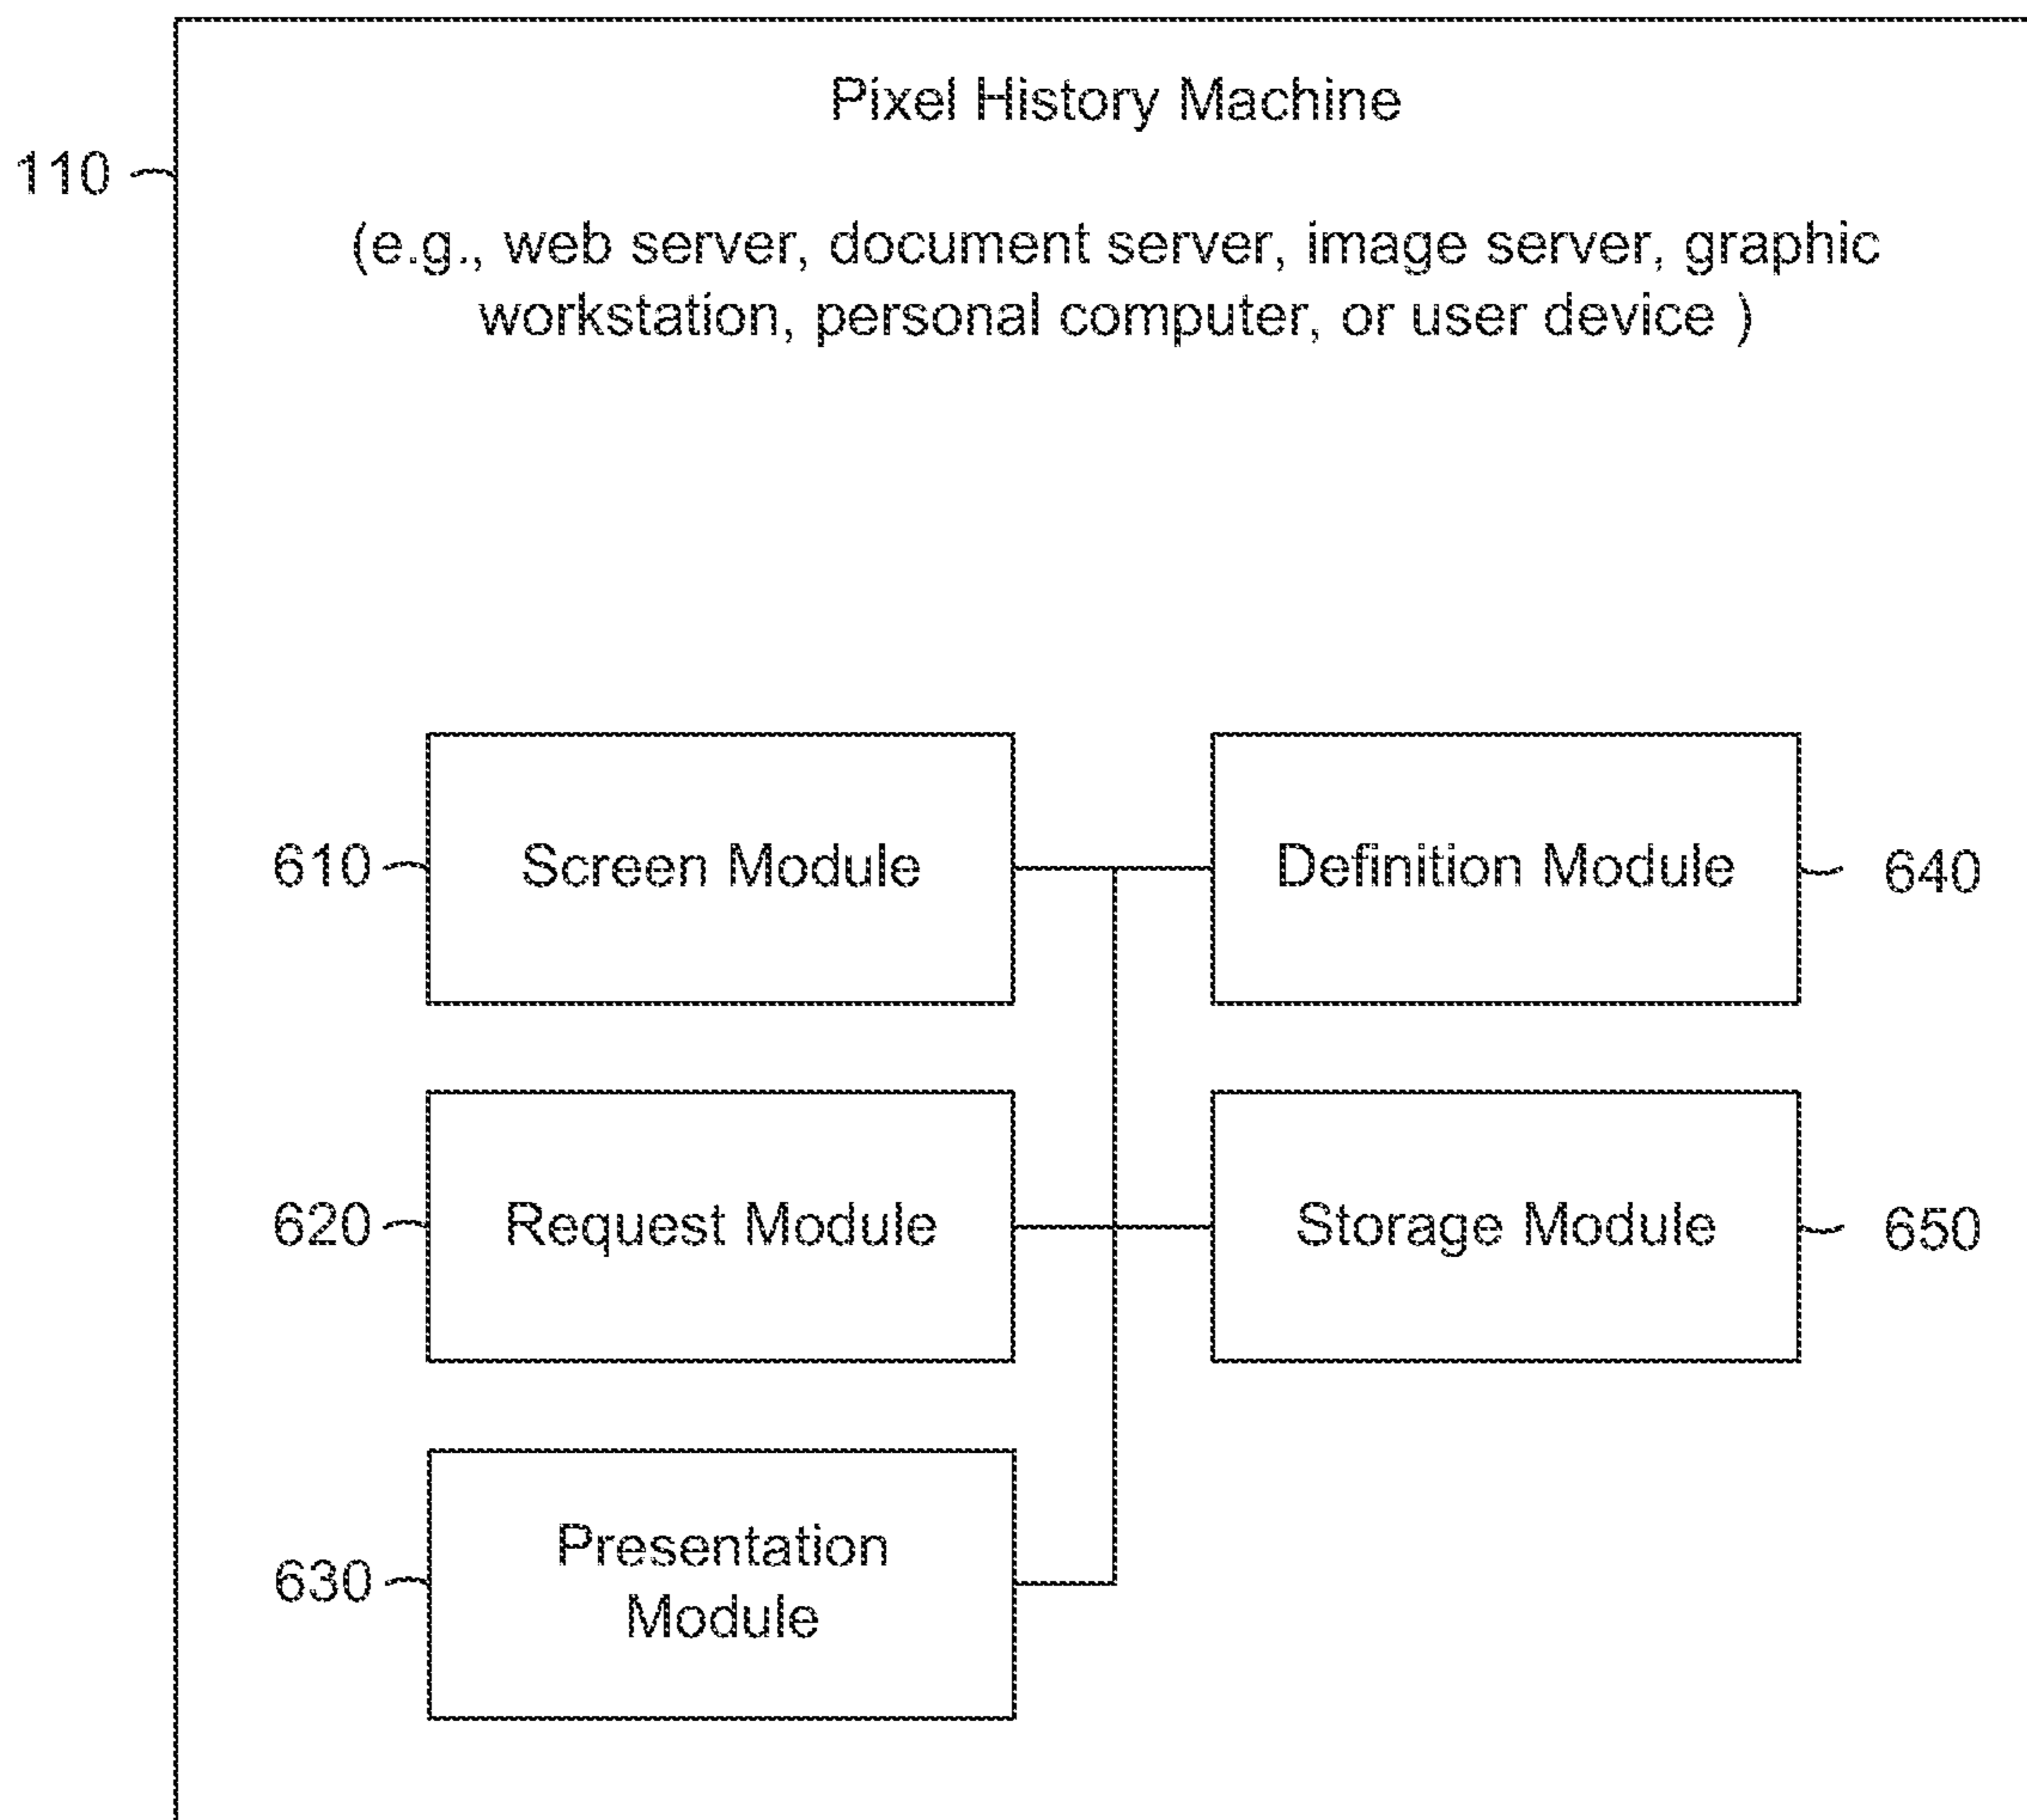 Pixel History Machine
110
(e.g., web server, document server, image server, graphic
workstation, personal computer, or user device )
610
Screen Module
Definition Module
640
620
Request Module
Storage Module
650
630
Presentation
Module